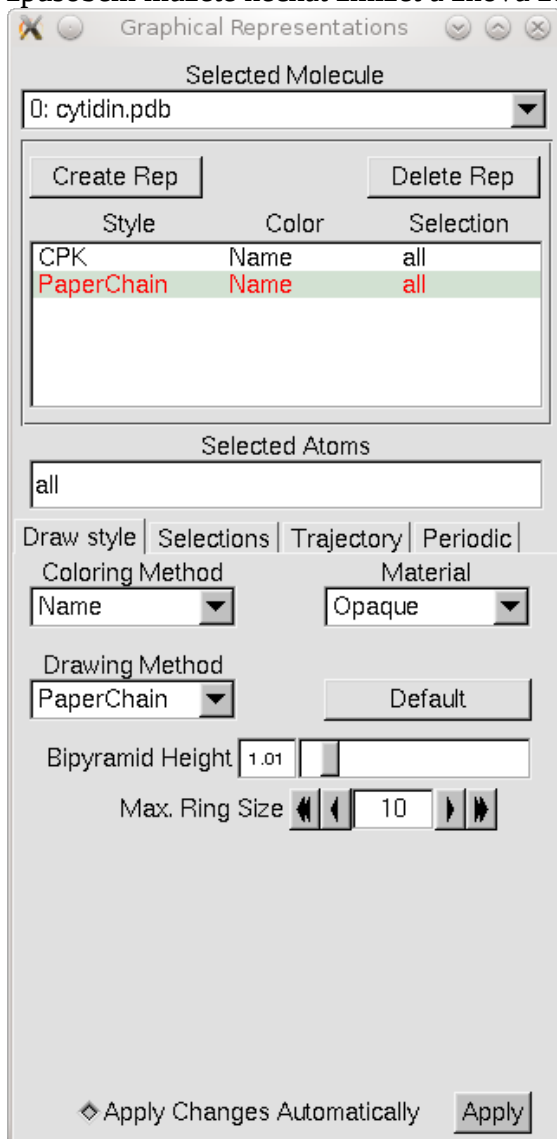 Graphical Representations
Selected Molecule
0: cytidin.pdb
Create Rep Delete Rep
Style Color Selection
CPK Name all
PaperChain Name all
Selected Atoms
all
Draw style Selections Trajectory Periodic
Coloring Method Material
Name Opaque
Drawing Method
PaperChain Default
Bipyramid Height 1.01
Max. Ring Size 10
Apply Changes Automatically Apply